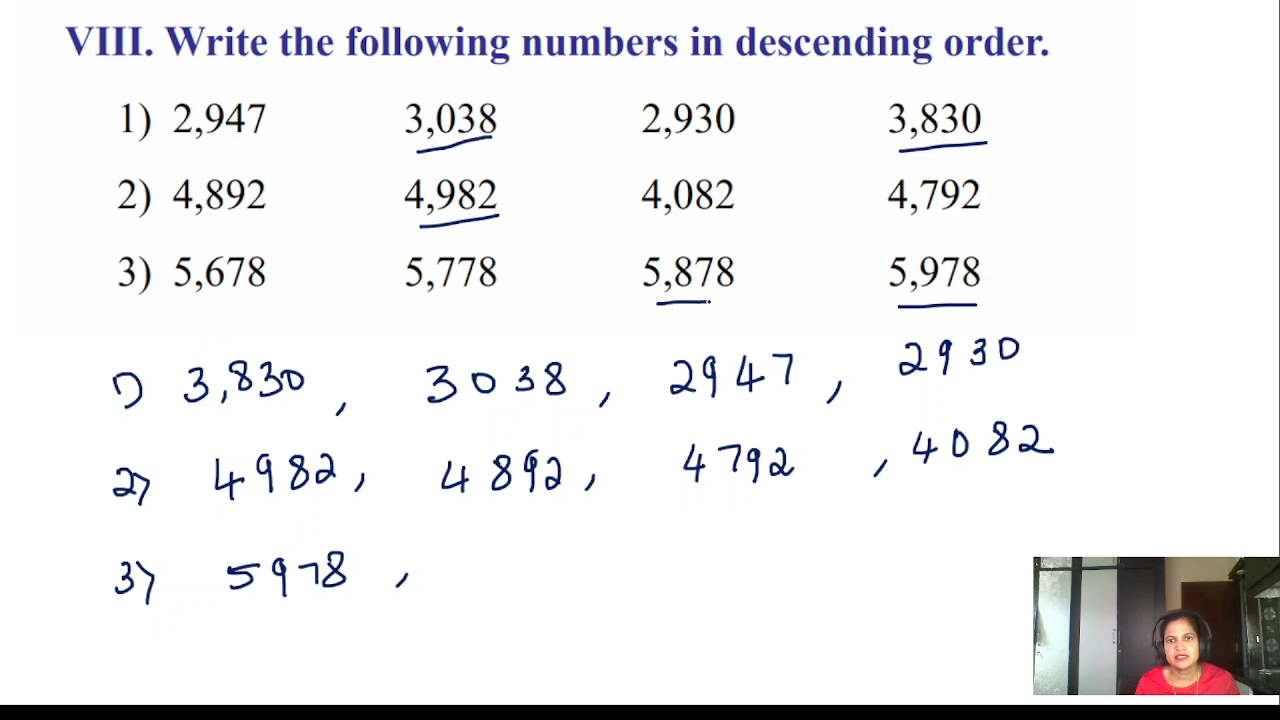 VIII. Write the following numbers in descending order.
1) 2,947 3,038 2,930 3,830
2) 4,892 4,982 4,082 4,792
3) 5,678 5,778 5,878 5,978
1) 3,830, 3038, 2947, 2930
2) 4982, 4892, 4792, 4082
3) 5978,